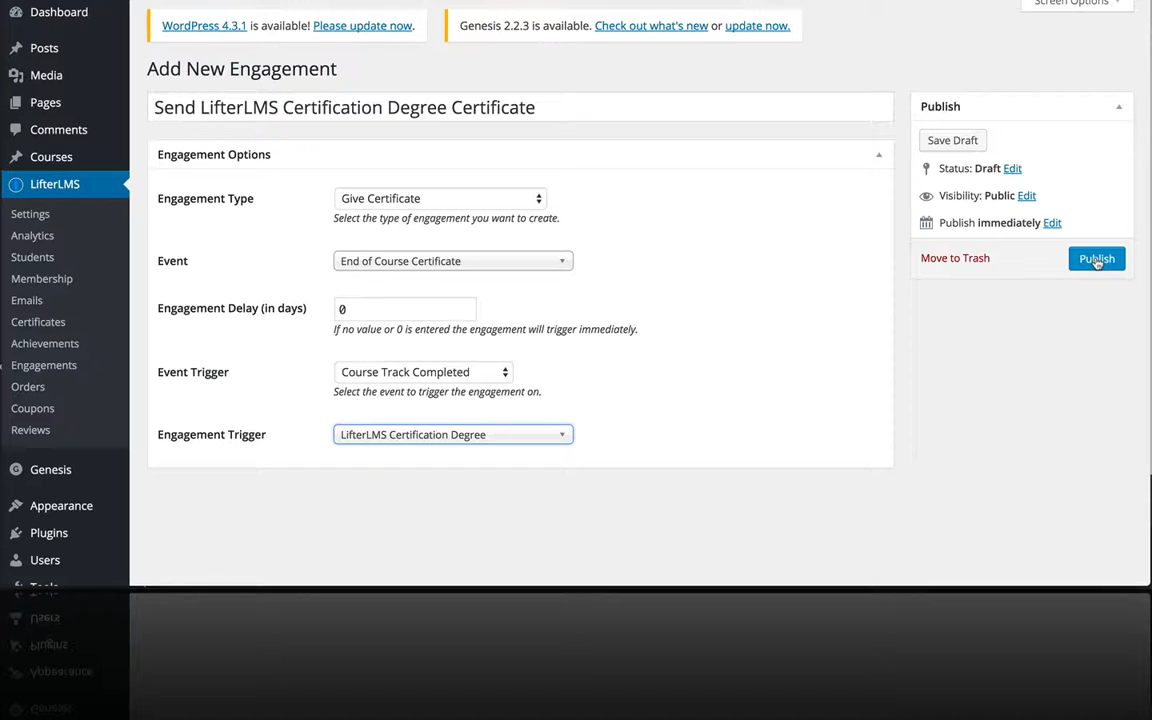 Dashboard
Posts
Media
Pages
Comments
Courses
LifterLMS
Settings
Analytics
Students
Membership
Emails
Certificates
Achievements
Engagements
Orders
Coupons
Reviews
Genesis
Appearance
Plugins
Users
Tools
Screen Options
WordPress 4.3.1 is available! Please update now.
Genesis 2.2.3 is available. Check out what's new or update now.
Add New Engagement
Send LifterLMS Certification Degree Certificate
Engagement Options
Engagement Type
Give Certificate
Select the type of engagement you want to create.
Event
End of Course Certificate
Engagement Delay (in days)
0
If no value or 0 is entered the engagement will trigger immediately.
Event Trigger
Course Track Completed
Select the event to trigger the engagement on.
Engagement Trigger
LifterLMS Certification Degree
Publish
Save Draft
Status: Draft Edit
Visibility: Public Edit
Publish immediately Edit
Move to Trash
Publish
Users
Plugins
Appearance
Genesis